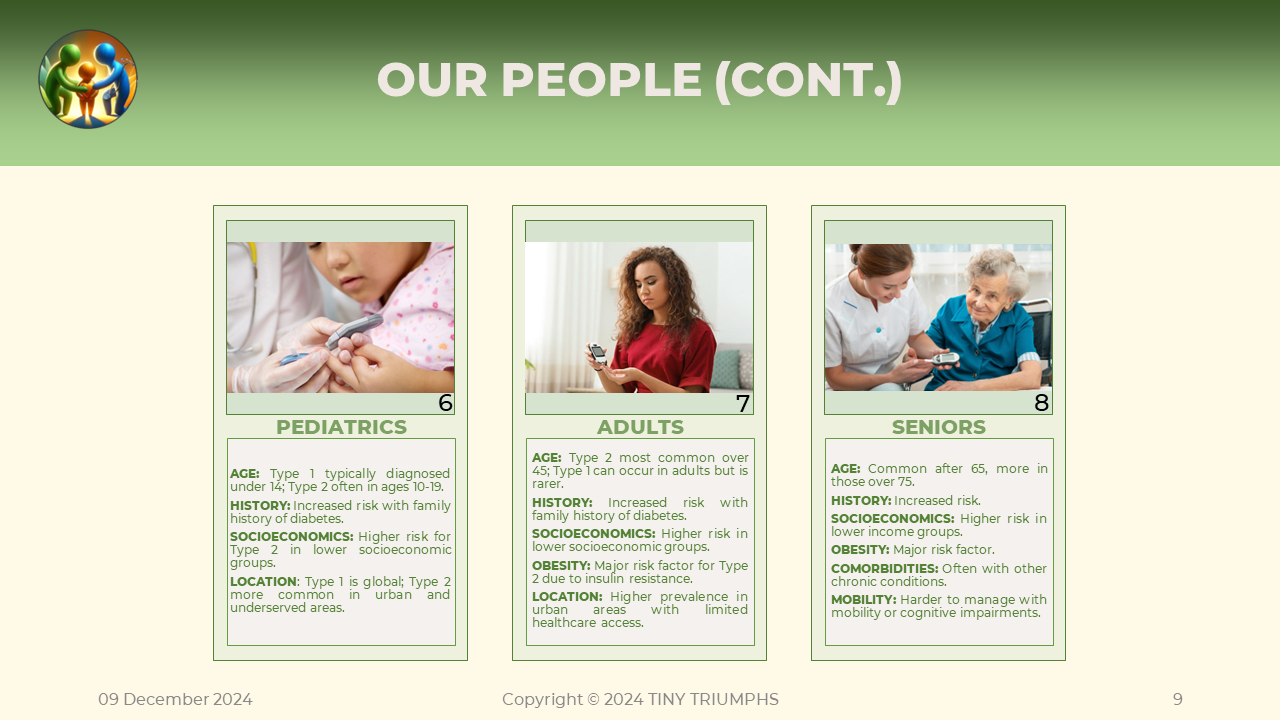 OUR PEOPLE (CONT.)
6
PEDIATRICS
AGE: Type 1 typically diagnosed
under 14; Type 2 often in ages 10-19.
HISTORY: Increased risk with family
history of diabetes.
SOCIOECONOMICS: Higher risk for
Type 2 in lower socioeconomic
groups.
LOCATION: Type 1 is global; Type 2
more common in urban and
underserved areas.
7
ADULTS
AGE: Type 2 most common over
45; Type 1 can occur in adults but is
rarer.
HISTORY: Increased risk with
family history of diabetes.
SOCIOECONOMICS: Higher risk in
lower socioeconomic groups.
OBESITY: Major risk factor for Type
2 due to insulin resistance.
LOCATION: Higher prevalence in
urban areas with limited
healthcare access.
8
SENIORS
AGE: Common after 65, more in
those over 75.
HISTORY: Increased risk.
SOCIOECONOMICS: Higher risk in
lower income groups.
OBESITY: Major risk factor.
COMORBIDITIES: Often with other
chronic conditions.
MOBILITY: Harder to manage with
mobility or cognitive impairments.
09 December 2024
Copyright © 2024 TINY TRIUMPHS
9